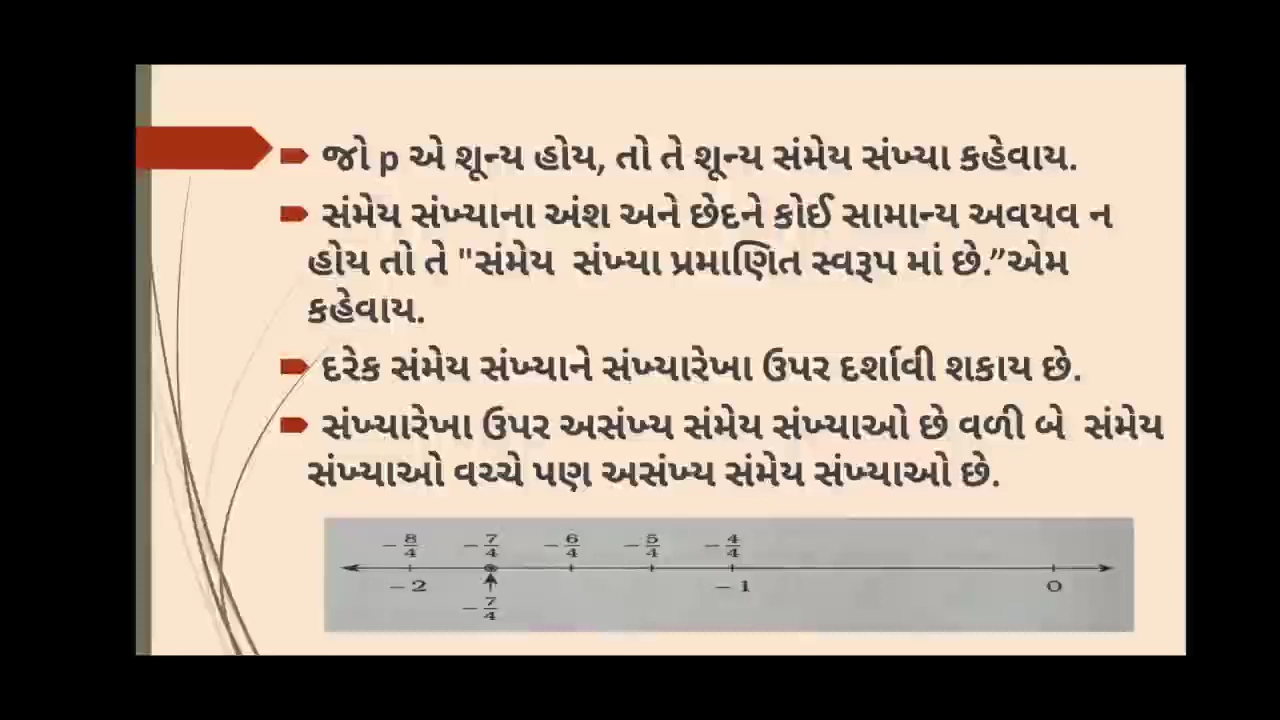 જો p એ શૂન્ય હોય, તો તે શૂન્ય સંમેય સંખ્યા કહેવાય.
સંમેય સંખ્યાના અંશ અને છેદને કોઈ સામાન્ય અવયવ ન
હોય તો તે "સંમેય સંખ્યા પ્રમાણિત સ્વરૂપ માં છે.”એમ
કહેવાય.
દરેક સંમેય સંખ્યાને સંખ્યારેખા ઉપર દર્શાવી શકાય છે.
સંખ્યારેખા ઉપર અસંખ્ય સંમેય સંખ્યાઓ છે વળી બે સંમેય
સંખ્યાઓ વચ્ચે પણ અસંખ્ય સંમેય સંખ્યાઓ છે.
-8/4 -7/4 -6/4 -5/4 -4/4
-2 -1 0
-7/4